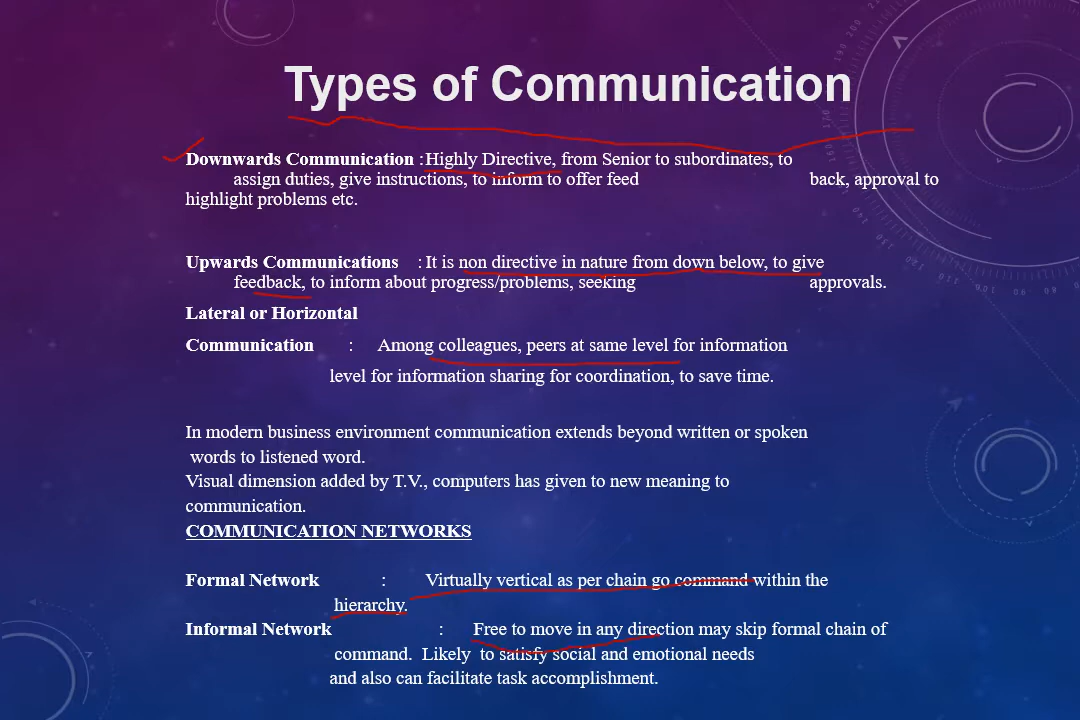 Types of Communication
Downwards Communication : Highly Directive, from Senior to subordinates, to
assign duties, give instructions, to inform to offer feed back, approval to
highlight problems etc.
Upwards Communications : It is non directive in nature from down below, to give
feedback, to inform about progress/problems, seeking approvals.
Lateral or Horizontal
Communication : Among colleagues, peers at same level for information
level for information sharing for coordination, to save time.
In modern business environment communication extends beyond written or spoken
words to listened word.
Visual dimension added by T.V., computers has given to new meaning to
communication.
COMMUNICATION NETWORKS
Formal Network : Virtually vertical as per chain go command within the
hierarchy.
Informal Network : Free to move in any direction may skip formal chain of
command. Likely to satisfy social and emotional needs
and also can facilitate task accomplishment.